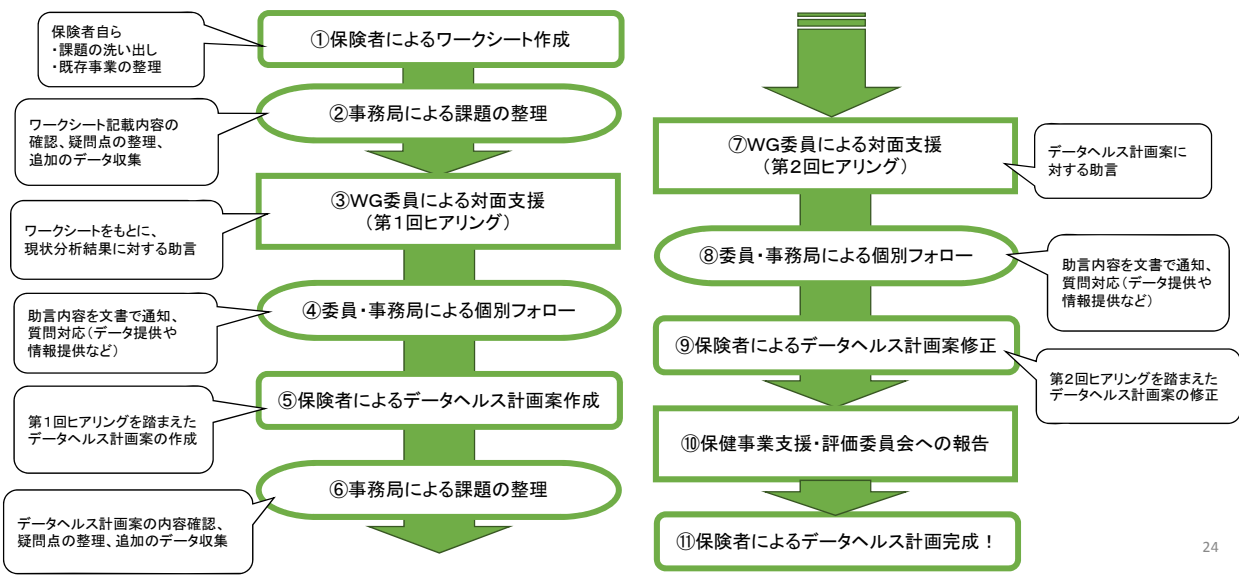 保険者自ら
・課題の洗い出し
・既存事業の整理
①保険者によるワークシート作成
②事務局による課題の整理
ワークシート記載内容の
確認、疑問点の整理、
追加のデータ収集
③WG委員による対面支援
(第1回ヒアリング)
ワークシートをもとに、
現状分析結果に対する助言
④委員・事務局による個別フォロー
助言内容を文書で通知、
質問対応(データ提供や
情報提供など)
⑤保険者によるデータヘルス計画案作成
第1回ヒアリングを踏まえた
データヘルス計画案の作成
⑥事務局による課題の整理
データヘルス計画案の内容確認、
疑問点の整理、追加のデータ収集
⑦WG委員による対面支援
(第2回ヒアリング)
データヘルス計画案に
対する助言
⑧委員・事務局による個別フォロー
助言内容を文書で通知、
質問対応(データ提供や
情報提供など)
⑨保険者によるデータヘルス計画案修正
第2回ヒアリングを踏まえた
データヘルス計画案の修正
⑩保健事業支援・評価委員会への報告
⑪保険者によるデータヘルス計画完成!
24